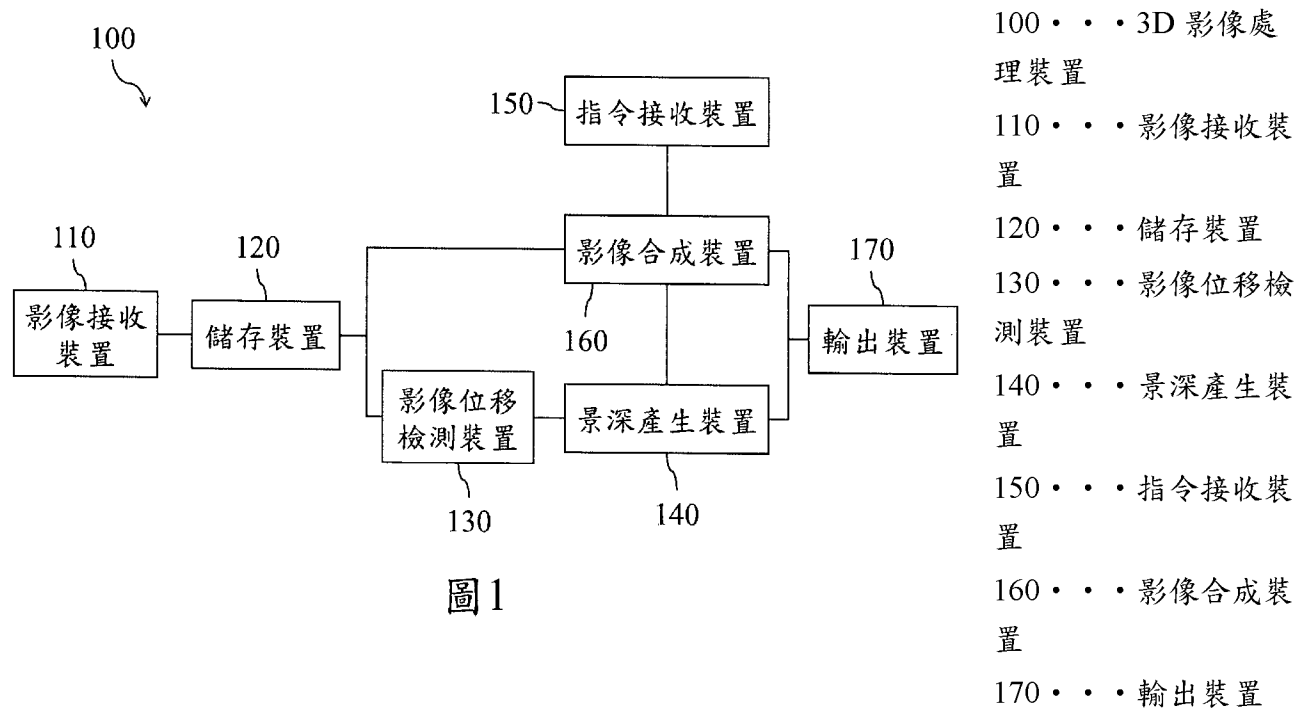 100
150
指令接收裝置
110
影像接收
裝置
120
儲存裝置
影像合成裝置
160
170
輸出裝置
影像位移
檢測裝置
130
景深產生裝置
140
圖1
100・・・3D 影像處
理裝置
110・・・影像接收裝
置
120・・・儲存裝置
130・・・影像位移檢
測裝置
140・・・景深產生裝
置
150・・・指令接收裝
置
160・・・影像合成裝
置
170・・・輸出裝置